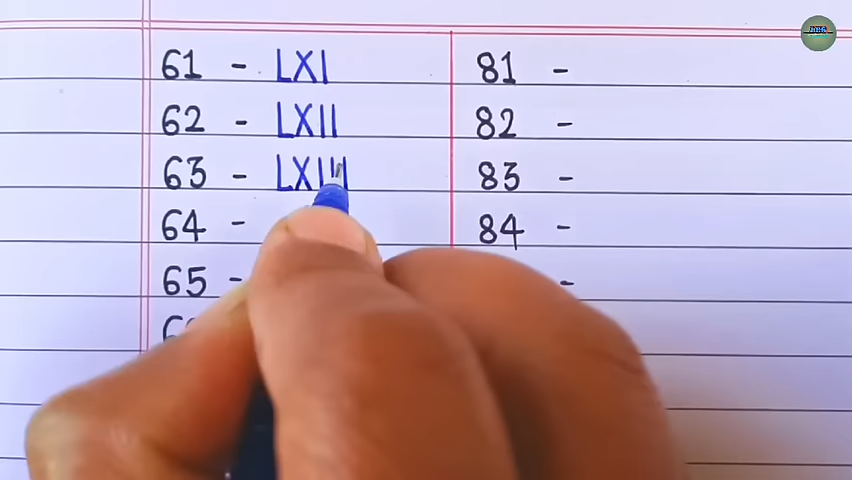 61 - LXI 81 -
62 - LXII 82 -
63 - LXIII 83 -
64 - 84 -
65 - -